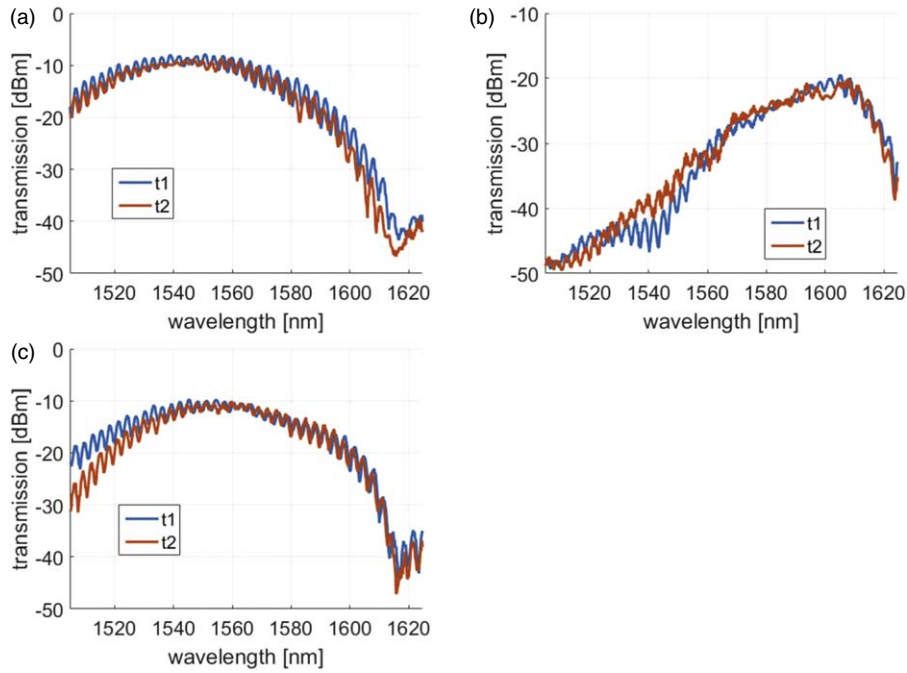 (a)
0
-10
-20
-30
-40
-50
transmission [dBm]
t1
t2
1520 1540 1560 1580 1600 1620
wavelength [nm]
(b)
-10
-20
-30
-40
-50
transmission [dBm]
t1
t2
1520 1540 1560 1580 1600 1620
wavelength [nm]
(c)
0
-10
-20
-30
-40
-50
transmission [dBm]
t1
t2
1520 1540 1560 1580 1600 1620
wavelength [nm]